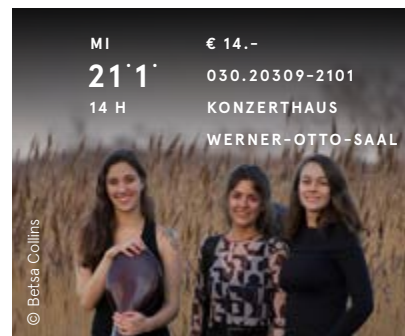 MI
21˙1˙
14 H
€ 14.-
030.20309-2101
KONZERTHAUS
WERNER-OTTO-SAAL
© Betsa Collins